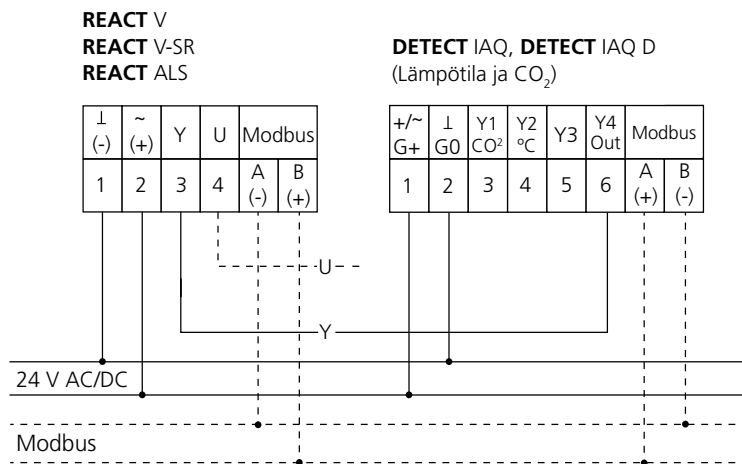 REACT V
REACT V-SR
REACT ALS
DETECT IAQ, DETECT IAQ D
(Lämpötila ja CO₂)
⊥ ~ Y U Modbus
(-) (+)
1 2 3 4 A B
(-) (+)
+/~ ⊥ Y1 Y2 Y3 Y4 Modbus
G+ G0 CO² ºC Out
1 2 3 4 5 6 A B
(+) (-)
U
Y
24 V AC/DC
Modbus